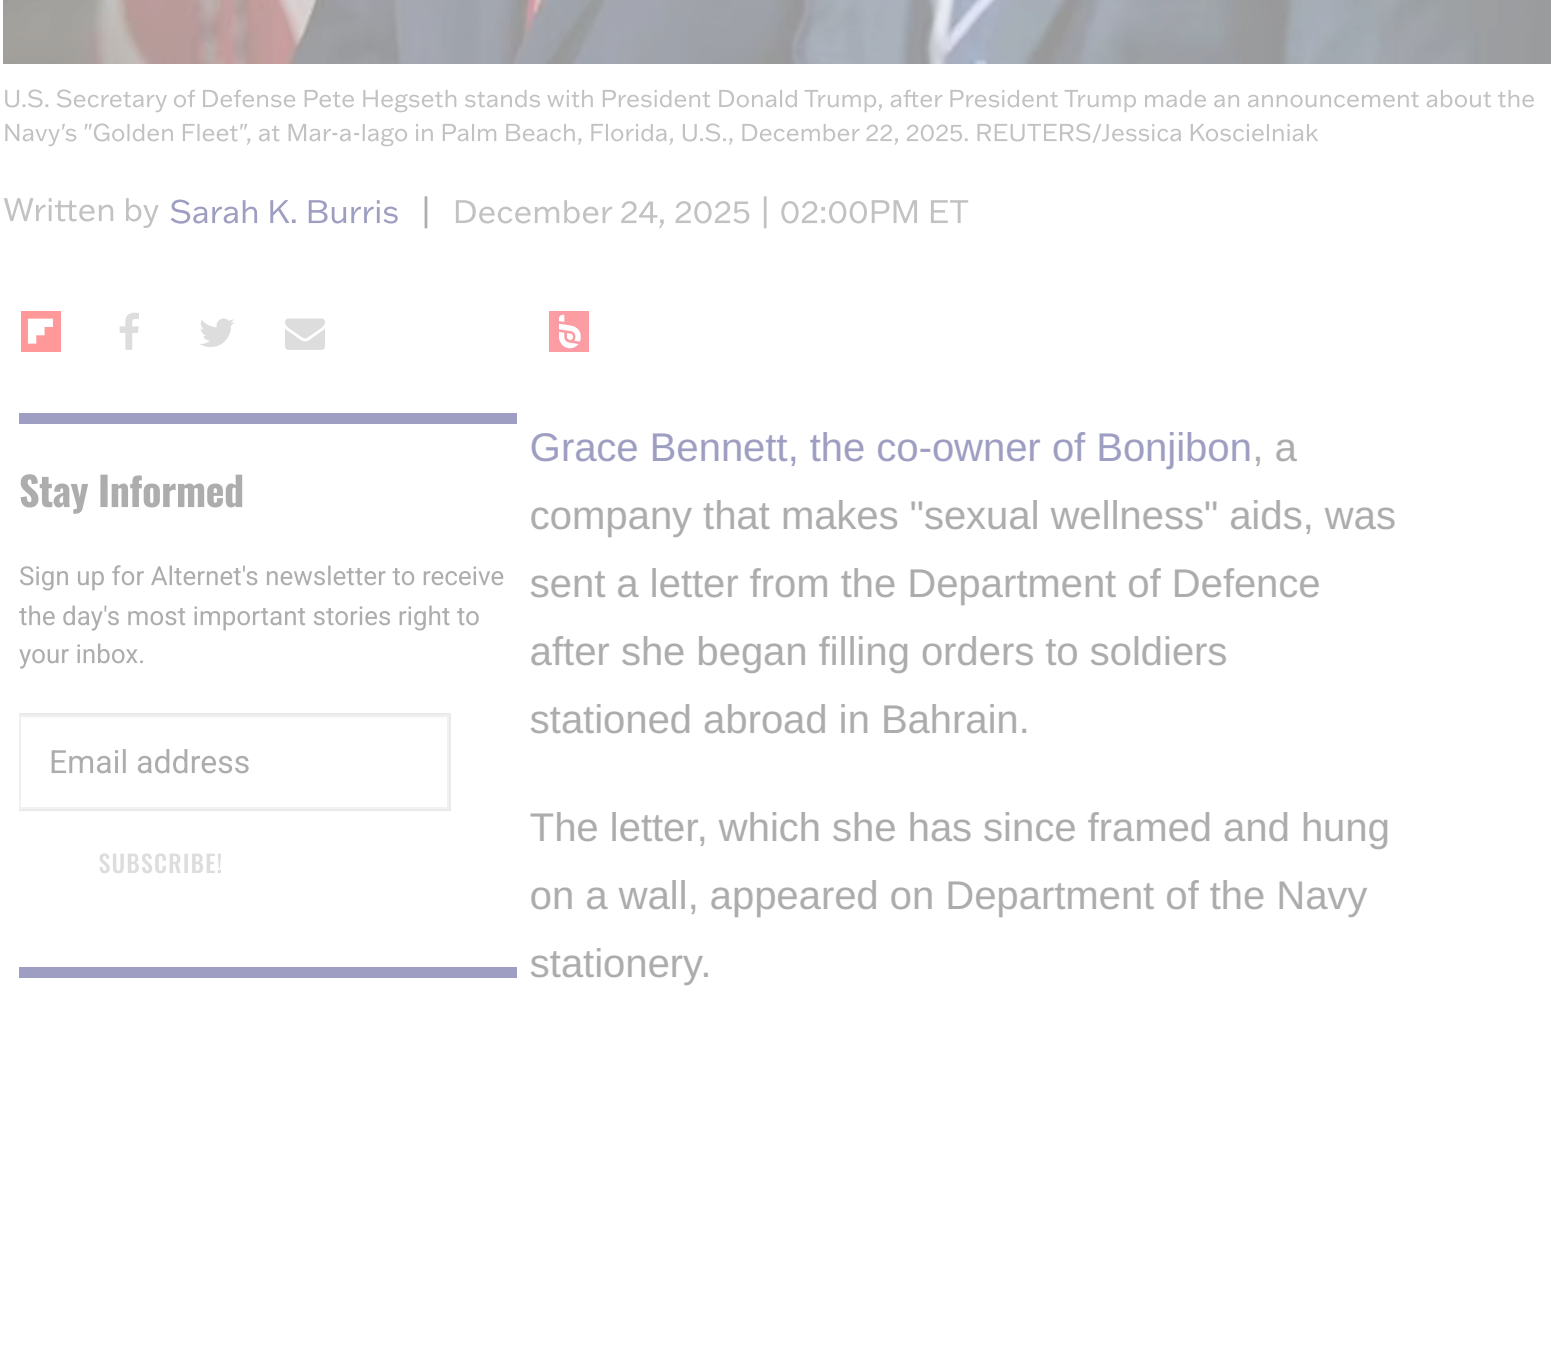 U.S. Secretary of Defense Pete Hegseth stands with President Donald Trump, after President Trump made an announcement about the
Navy’s "Golden Fleet”, at Mar-a-lago in Palm Beach, Florida, U.S., December 22, 2025. REUTERS/Jessica Koscielniak
Written by Sarah K. Burris | December 24, 2025 | 02:00PM ET
Stay Informed
Sign up for Alternet's newsletter to receive
the day's most important stories right to
your inbox.
Email address
SUBSCRIBE!
Grace Bennett, the co-owner of Bonjibon, a
company that makes "sexual wellness" aids, was
sent a letter from the Department of Defence
after she began filling orders to soldiers
stationed abroad in Bahrain.
The letter, which she has since framed and hung
on a wall, appeared on Department of the Navy
stationery.